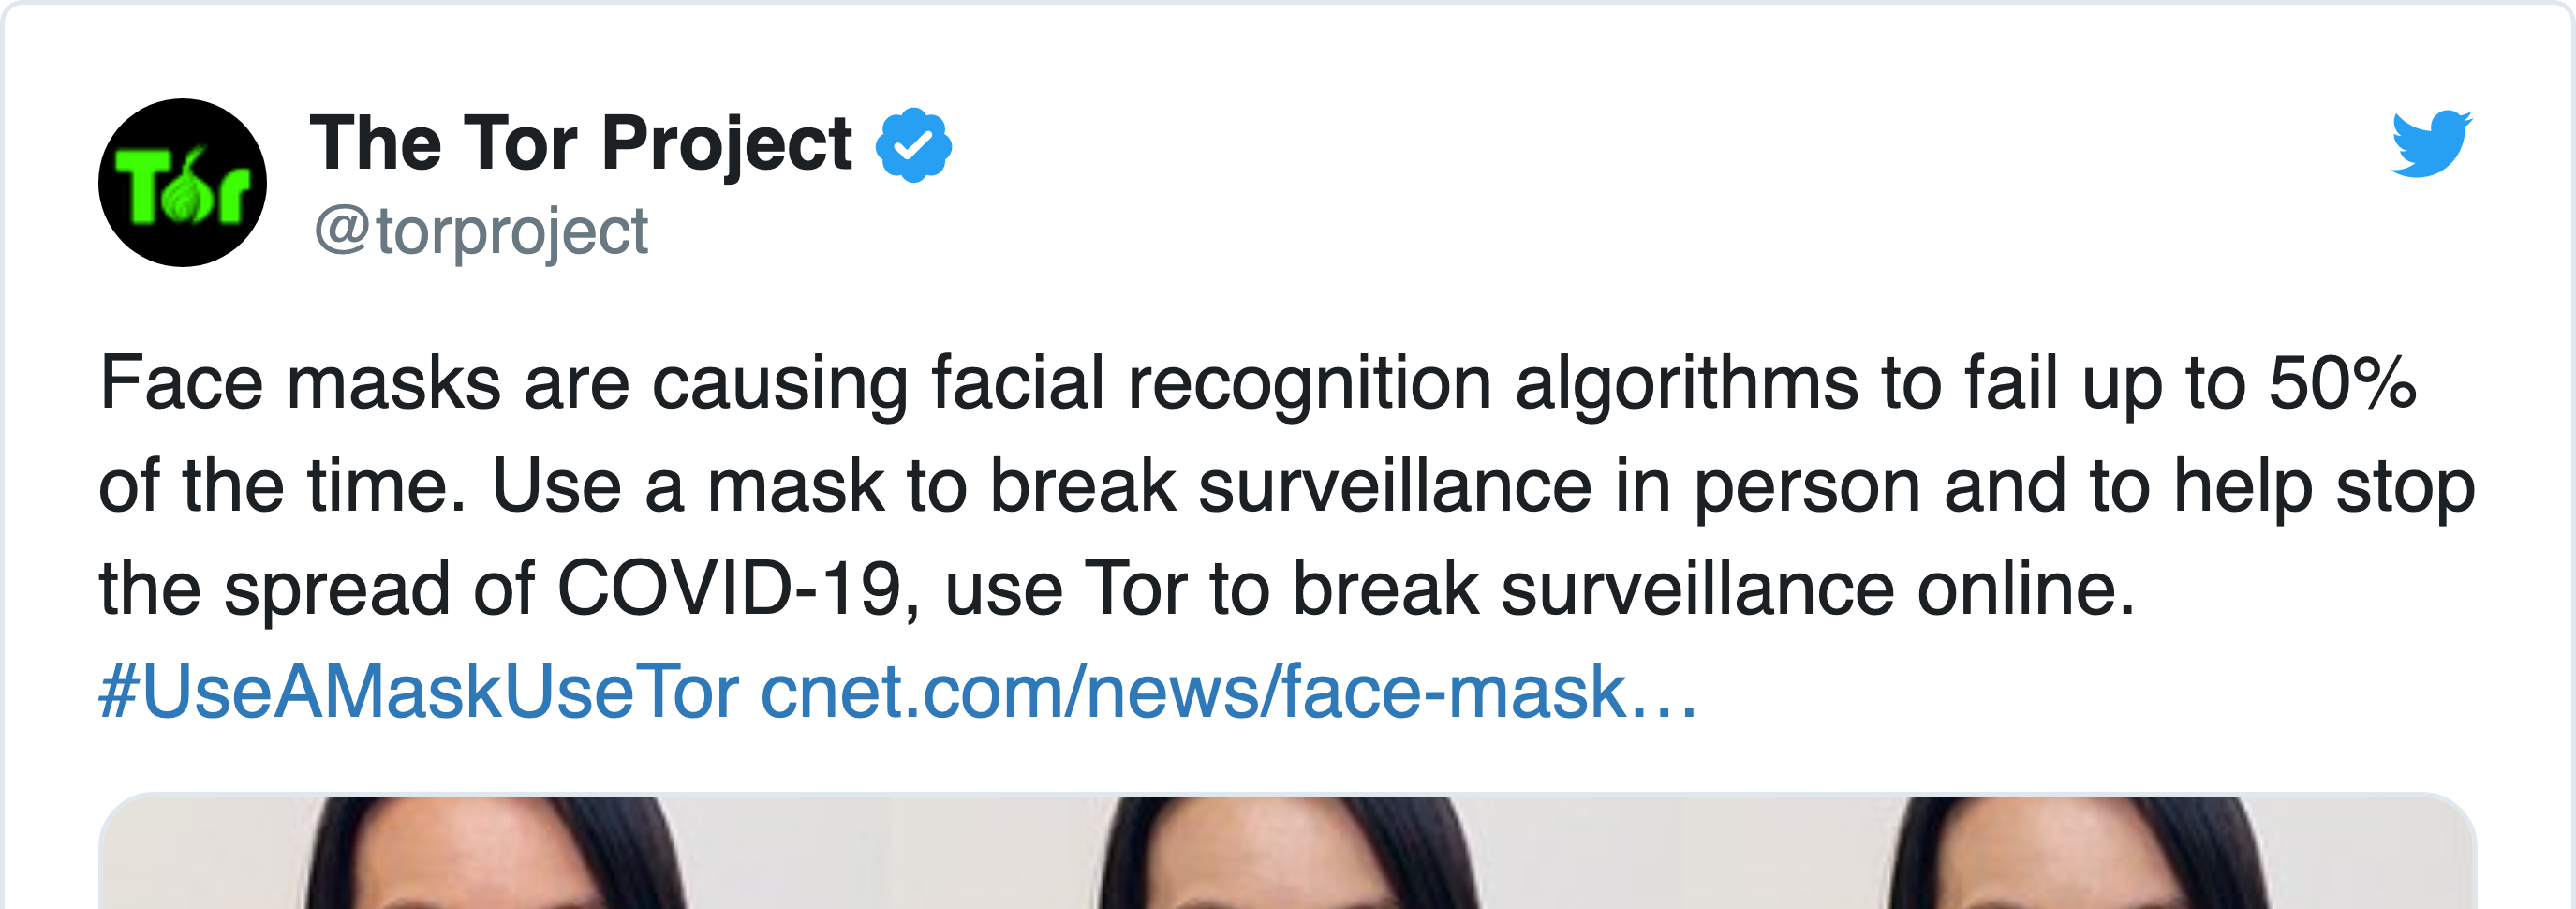 Tor
The Tor Project
@torproject
Face masks are causing facial recognition algorithms to fail up to 50%
of the time. Use a mask to break surveillance in person and to help stop
the spread of COVID-19, use Tor to break surveillance online.
#UseAMaskUseTor cnet.com/news/face-mask…